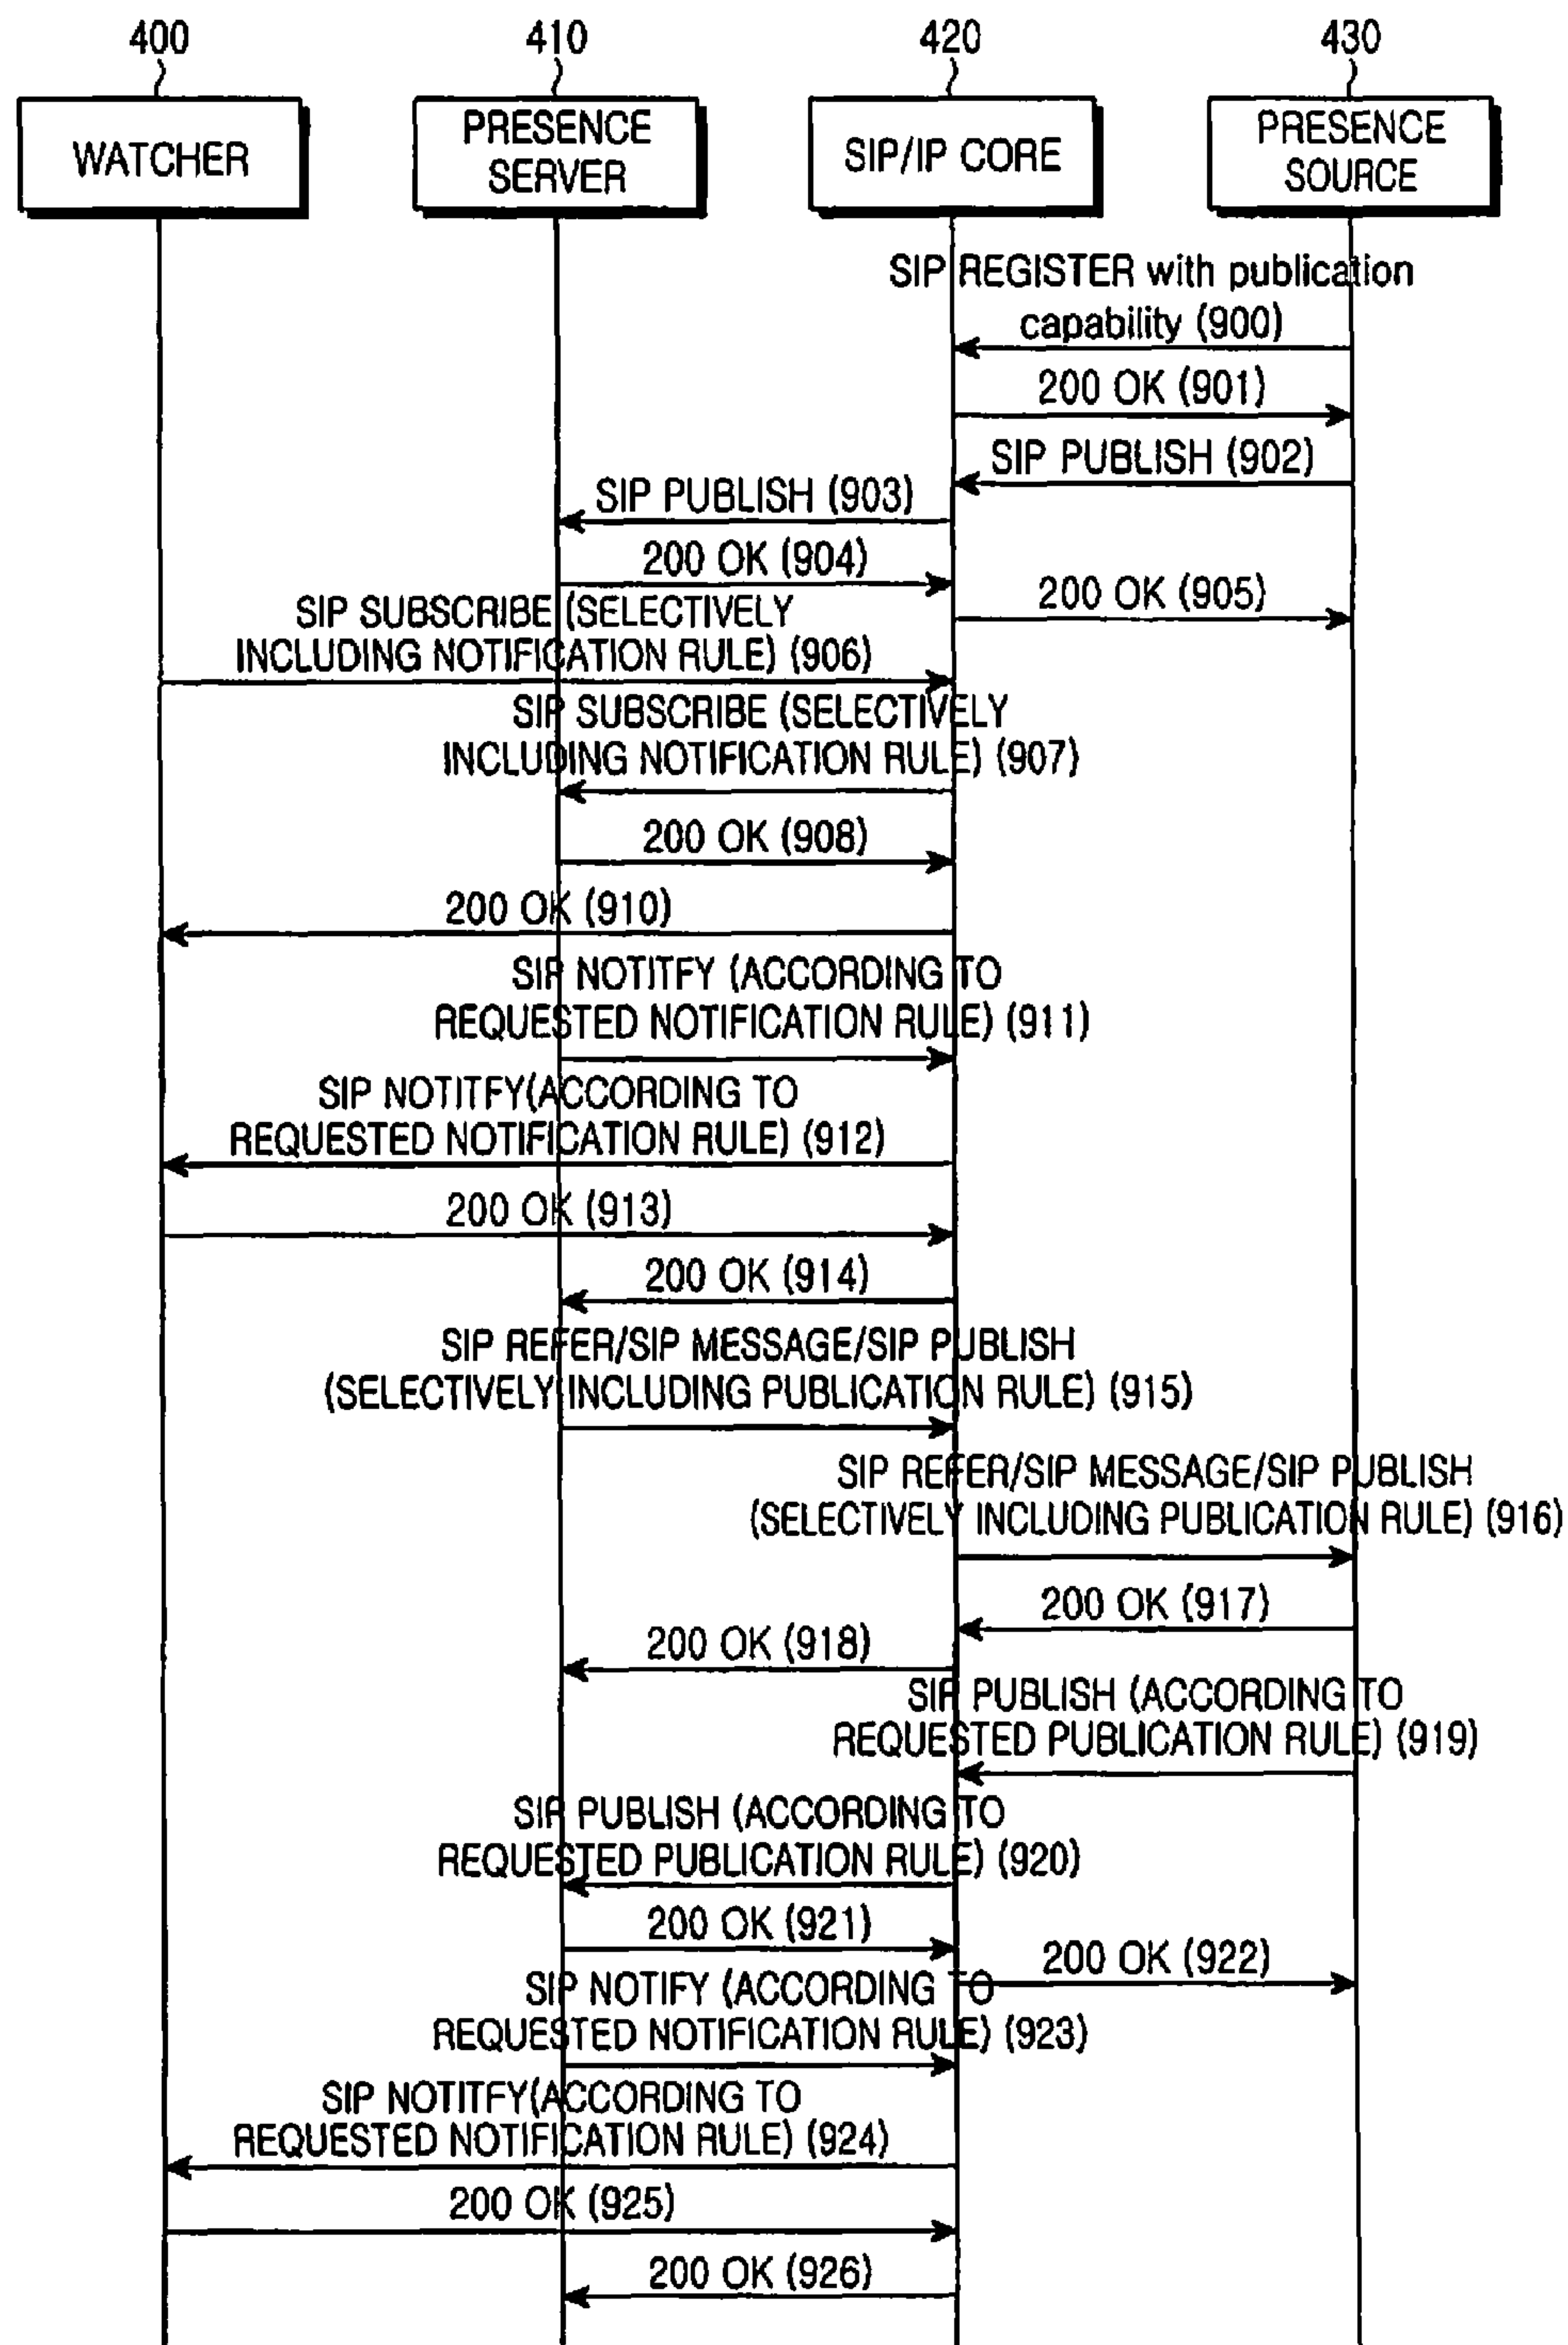 400
410
420
430
WATCHER
PRESENCE
SERVER
SIP/IP CORE
PRESENCE
SOURCE
SIP REGISTER with publication
capability (900)
200 OK (901)
SIP PUBLISH (902)
SIP PUBLISH (903)
200 OK (904)
200 OK (905)
SIP SUBSCRIBE (SELECTIVELY
INCLUDING NOTIFICATION RULE) (906)
SIP SUBSCRIBE (SELECTIVELY
INCLUDING NOTIFICATION RULE) (907)
200 OK (908)
200 OK (910)
SIP NOTITFY (ACCORDING TO
REQUESTED NOTIFICATION RULE) (911)
SIP NOTITFY(ACCORDING TO
REQUESTED NOTIFICATION RULE) (912)
200 OK (913)
200 OK (914)
SIP REFER/SIP MESSAGE/SIP PUBLISH
(SELECTIVELY INCLUDING PUBLICATION RULE) (915)
SIP REFER/SIP MESSAGE/SIP PUBLISH
(SELECTIVELY INCLUDING PUBLICATION RULE) (916)
200 OK (917)
200 OK (918)
SIP PUBLISH (ACCORDING TO
REQUESTED PUBLICATION RULE) (919)
SIP PUBLISH (ACCORDING TO
REQUESTED PUBLICATION RULE) (920)
200 OK (921)
200 OK (922)
SIP NOTIFY (ACCORDING TO
REQUESTED NOTIFICATION RULE) (923)
SIP NOTITFY(ACCORDING TO
REQUESTED NOTIFICATION RULE) (924)
200 OK (925)
200 OK (926)